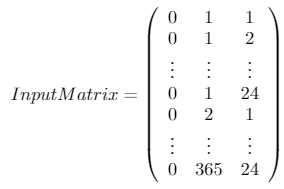 InputMatrix =
0 1 1
0 1 2
⋮ ⋮ ⋮
0 1 24
0 2 1
⋮ ⋮ ⋮
0 365 24